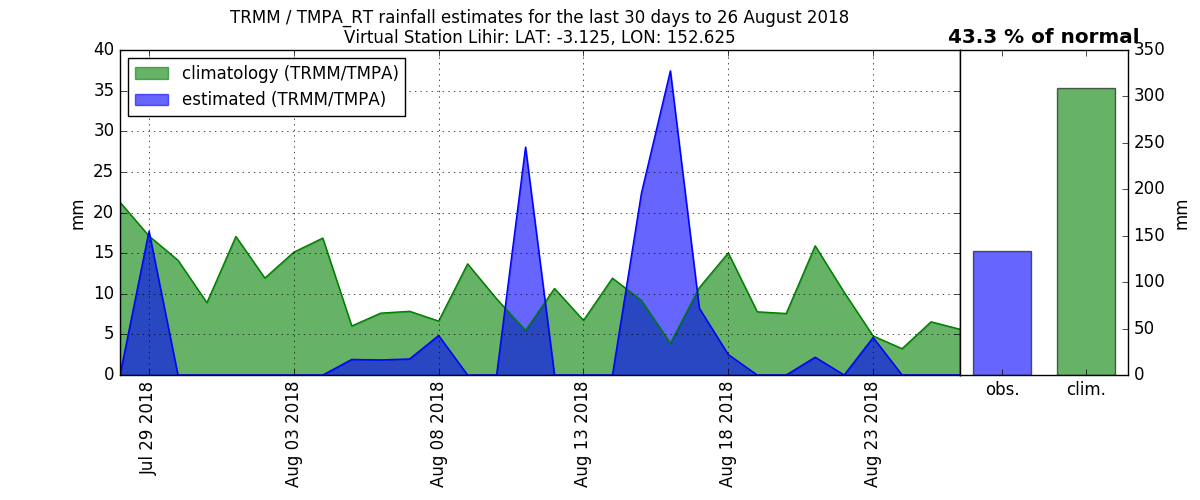 TRMM / TMPA_RT rainfall estimates for the last 30 days to 26 August 2018
Virtual Station Lihir: LAT: -3.125, LON: 152.625
43.3 % of normal
climatology (TRMM/TMPA)
estimated (TRMM/TMPA)
40
35
30
25
20
15
10
5
0
mm
Jul 29 2018
Aug 03 2018
Aug 08 2018
Aug 13 2018
Aug 18 2018
Aug 23 2018
350
300
250
200
150
100
50
0
mm
obs.
clim.